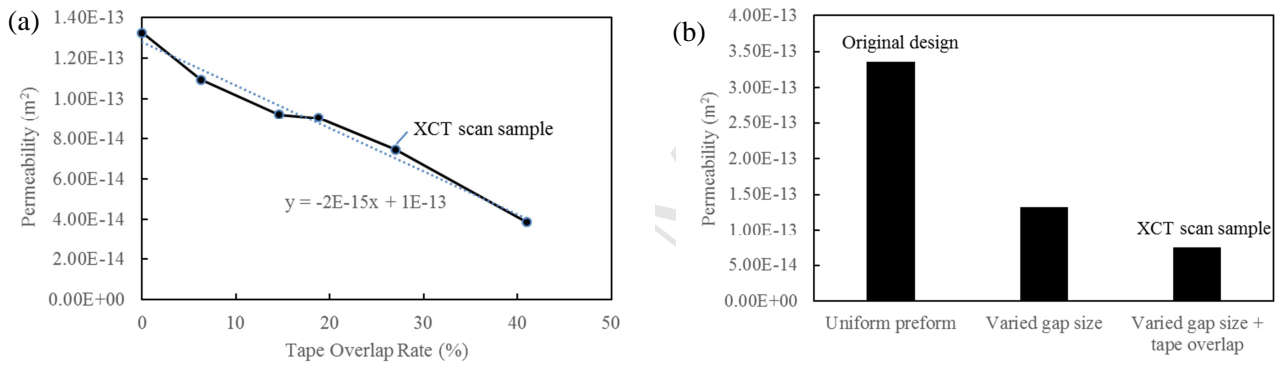 (a)
1.40E-13
1.20E-13
1.00E-13
8.00E-14
6.00E-14
4.00E-14
2.00E-14
0.00E+00
Permeability (m²)
XCT scan sample
y = -2E-15x + 1E-13
0 10 20 30 40 50
Tape Overlap Rate (%)
(b)
4.00E-13
3.50E-13
3.00E-13
2.50E-13
2.00E-13
1.50E-13
1.00E-13
5.00E-14
0.00E+00
Permeability (m²)
Original design
XCT scan sample
Uniform preform Varied gap size Varied gap size +
tape overlap